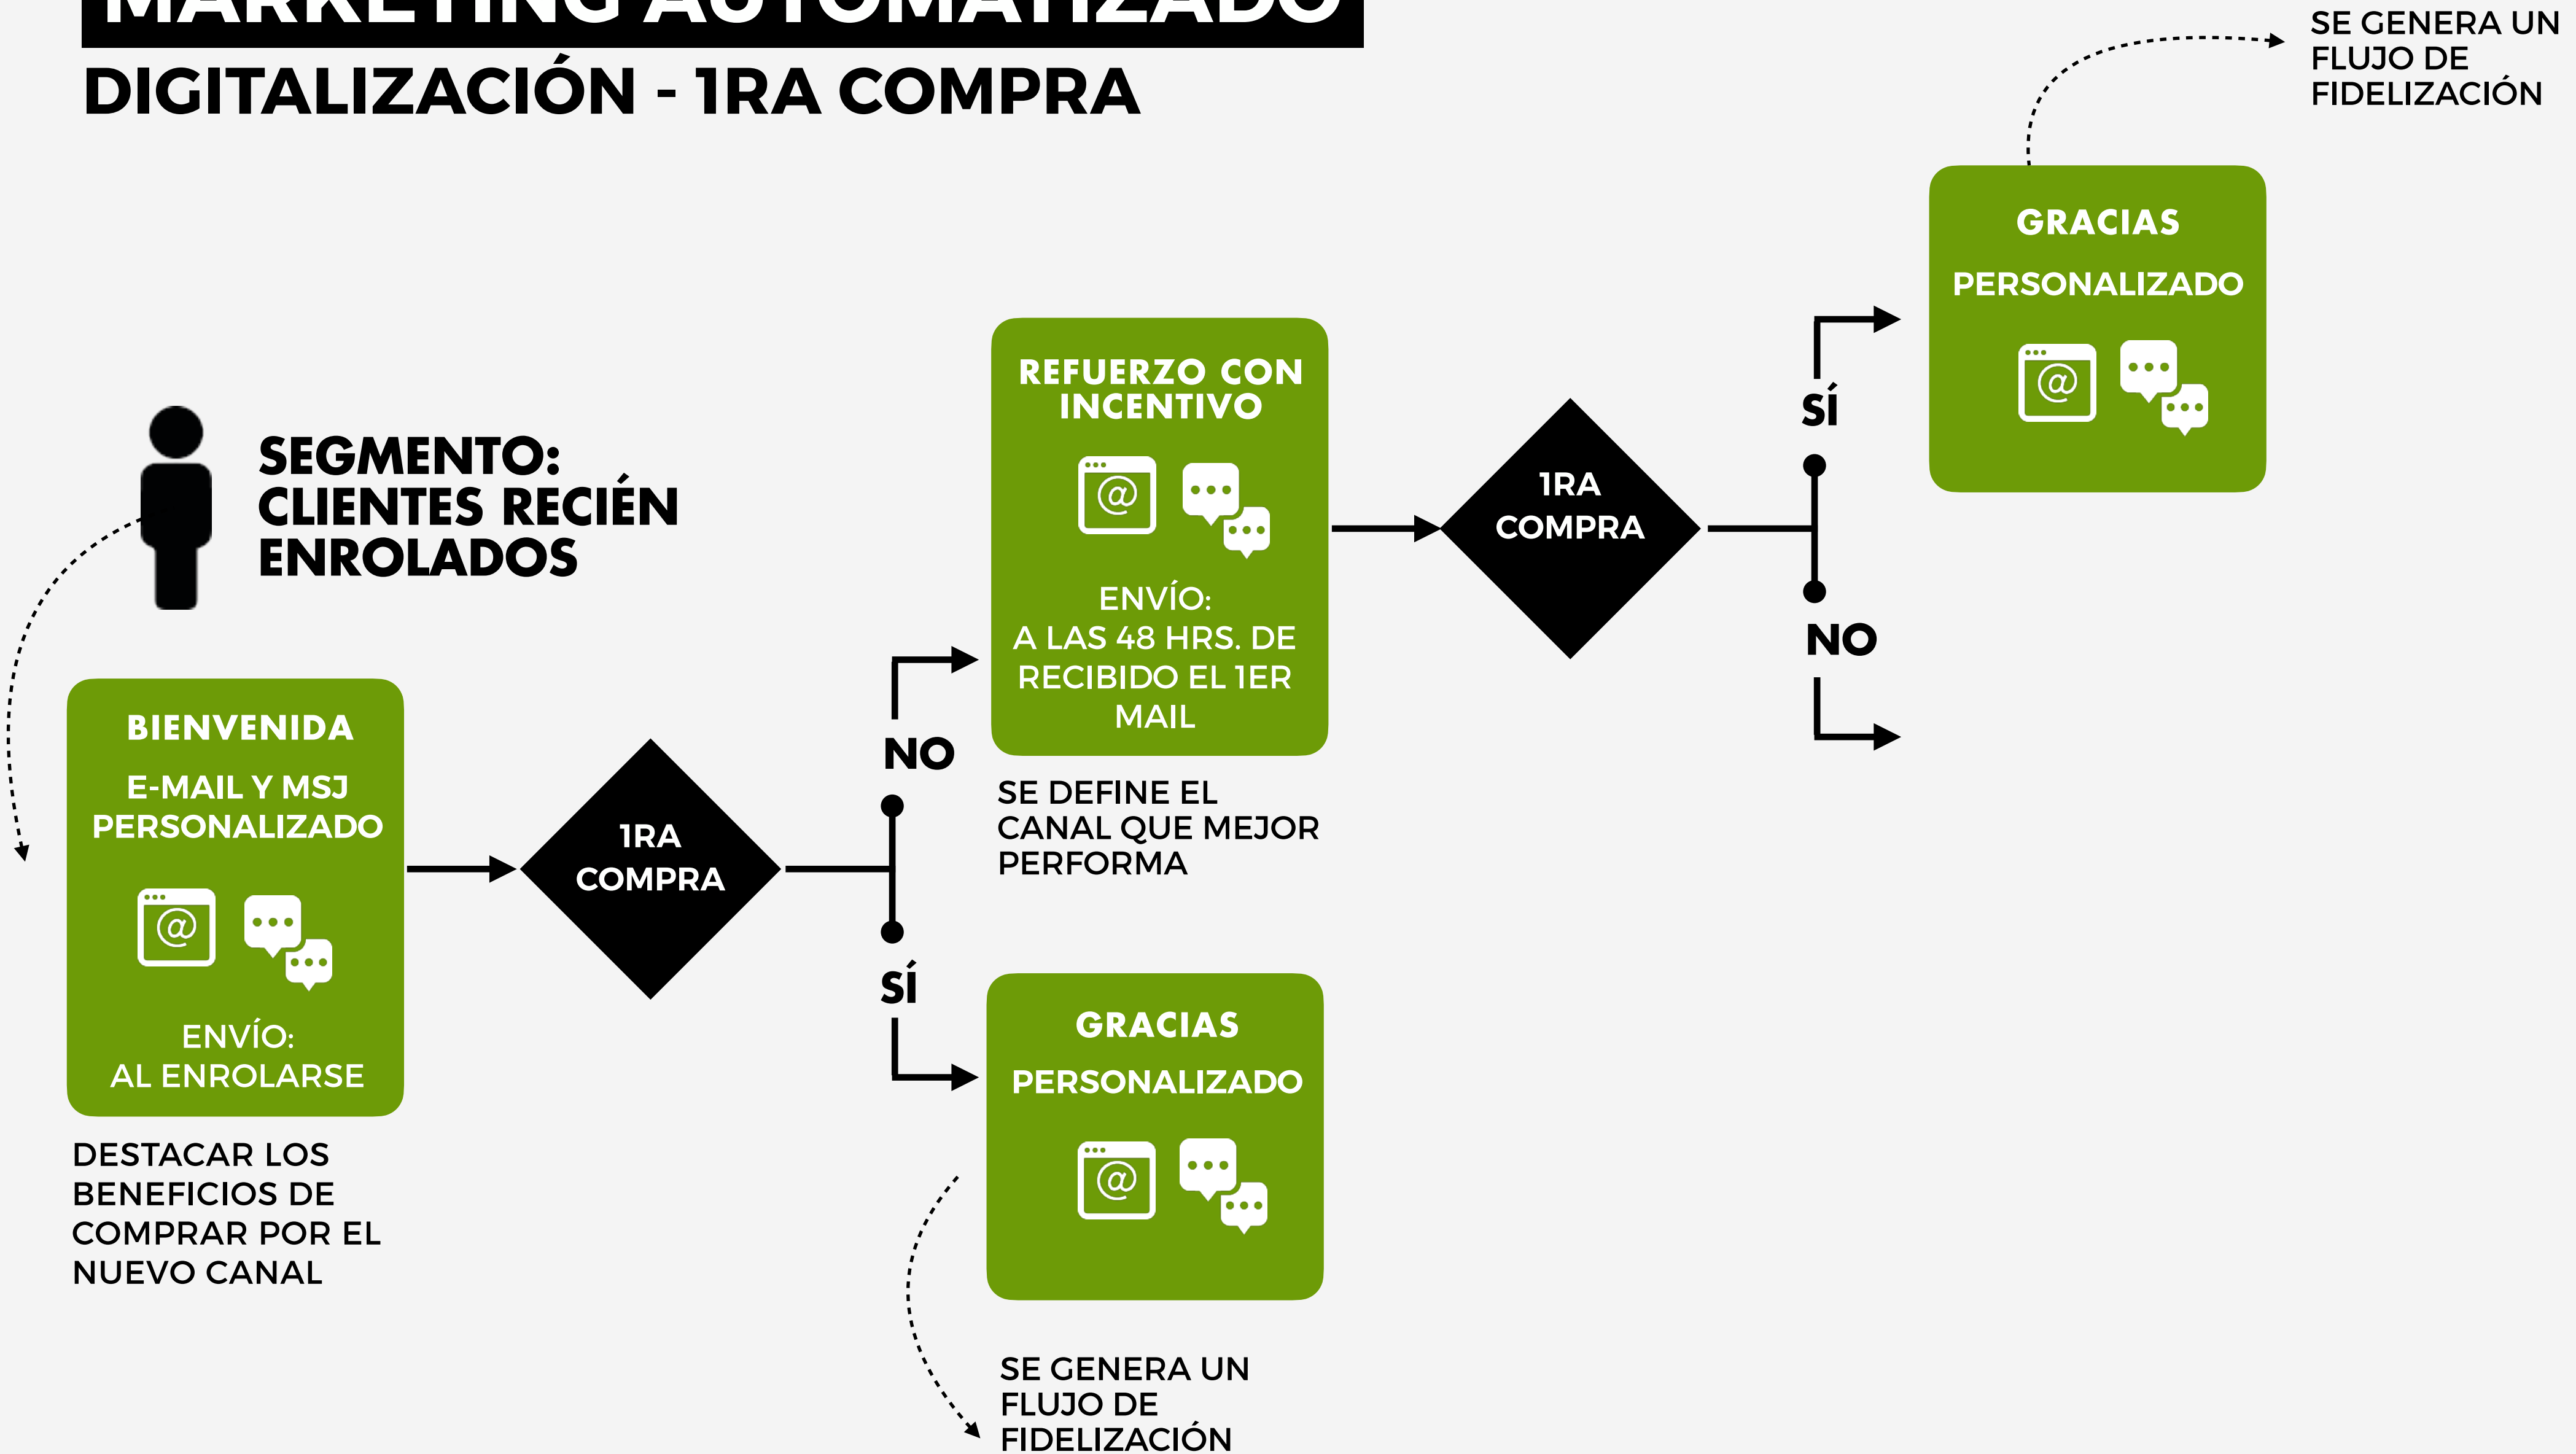 MARKETING AUTOMATIZADO
DIGITALIZACIÓN - 1RA COMPRA
SE GENERA UN
FLUJO DE
FIDELIZACIÓN
GRACIAS
PERSONALIZADO
@
SEGMENTO:
CLIENTES RECIÉN
ENROLADOS
REFUERZO CON
INCENTIVO
@
ENVÍO:
A LAS 48 HRS. DE
RECIBIDO EL 1ER
MAIL
SE DEFINE EL
CANAL QUE MEJOR
PERFORMA
1RA
COMPRA
SÍ
NO
BIENVENIDA
E-MAIL Y MSJ
PERSONALIZADO
@
ENVÍO:
AL ENROLARSE
DESTACAR LOS
BENEFICIOS DE
COMPRAR POR EL
NUEVO CANAL
1RA
COMPRA
NO
SÍ
GRACIAS
PERSONALIZADO
@
SE GENERA UN
FLUJO DE
FIDELIZACIÓN